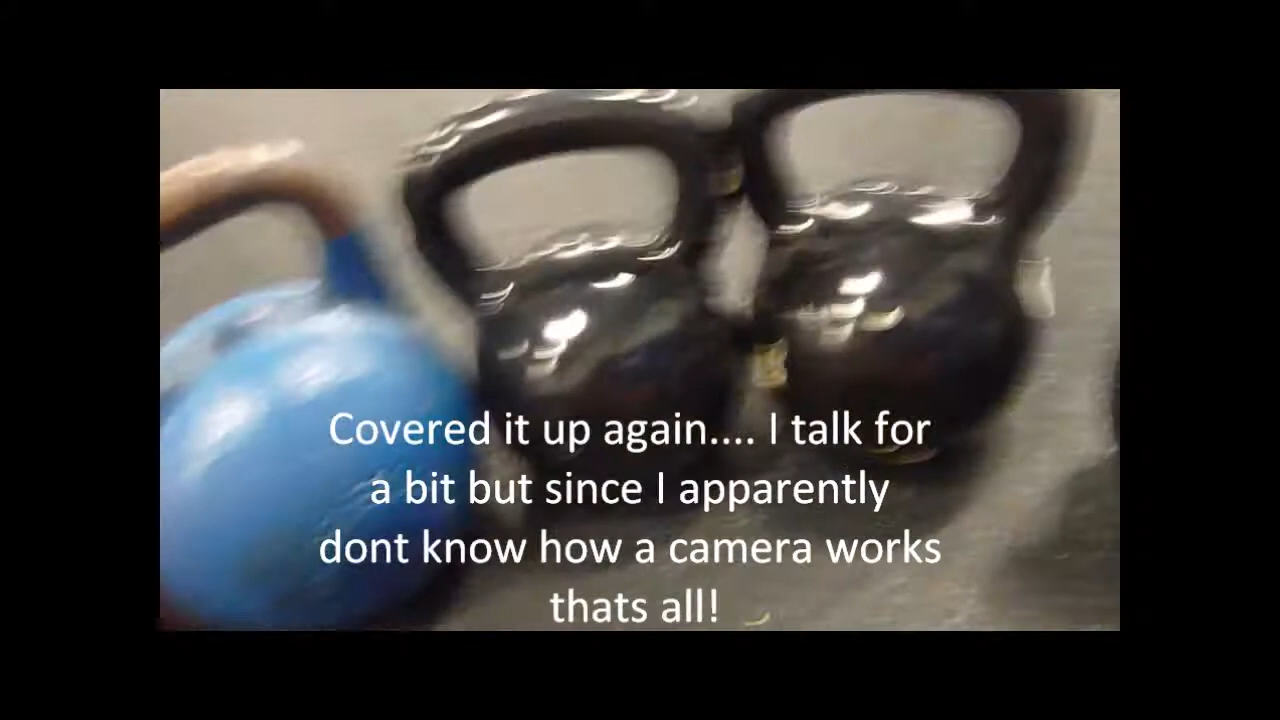 Covered it up again.... I talk for
a bit but since I apparently
dont know how a camera works
thats all!